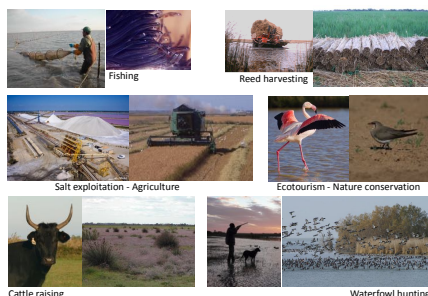 Fishing
Reed harvesting
Salt exploitation - Agriculture
Ecotourism - Nature conservation
Cattle raising
Waterfowl hunting